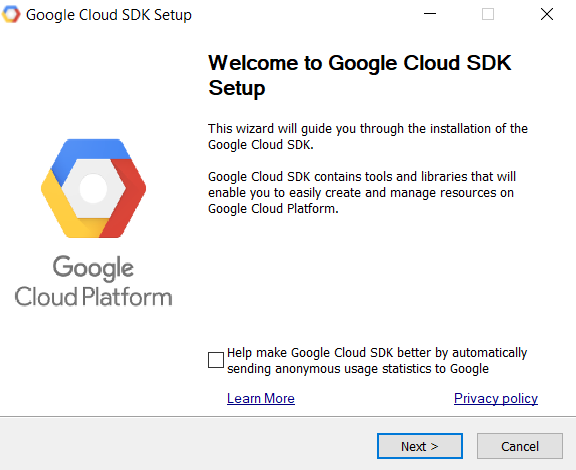 Google Cloud SDK Setup
Welcome to Google Cloud SDK
Setup
This wizard will guide you through the installation of the
Google Cloud SDK.
Google Cloud SDK contains tools and libraries that will
enable you to easily create and manage resources on
Google Cloud Platform.
Google
Cloud Platform
Help make Google Cloud SDK better by automatically
sending anonymous usage statistics to Google
Learn More
Privacy policy
Next >
Cancel